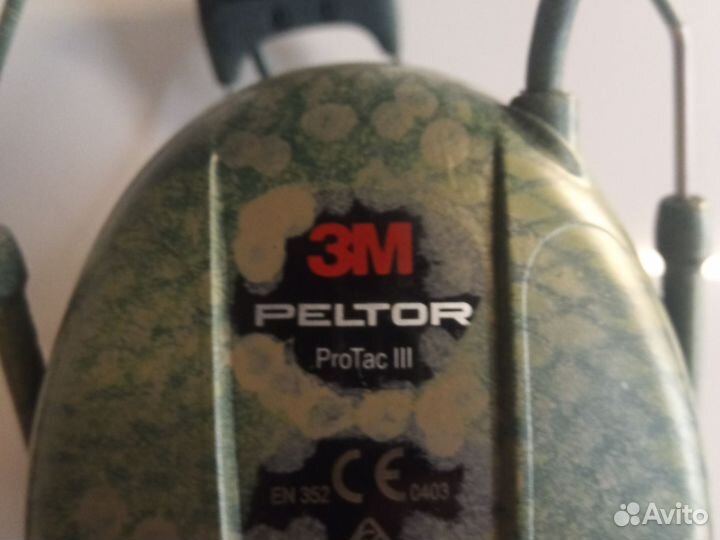 3M
PELTOR
ProTac III
EN 352 CE 0403
Avito